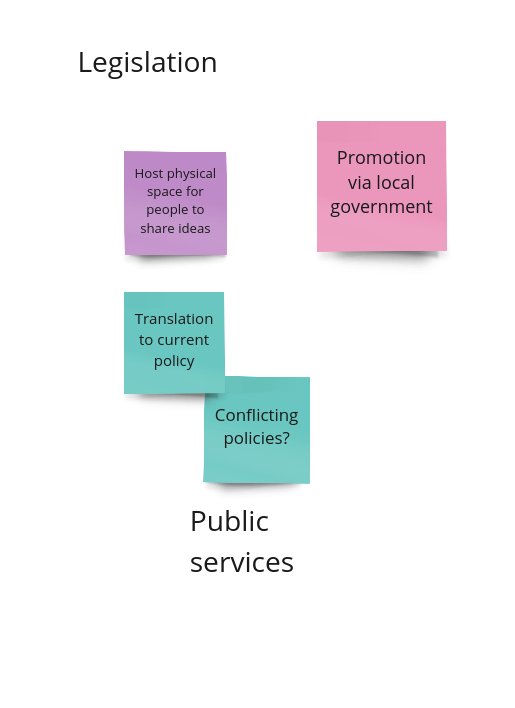 Legislation
Host physical
space for
people to
share ideas
Promotion
via local
government
Translation
to current
policy
Conflicting
policies?
Public
services